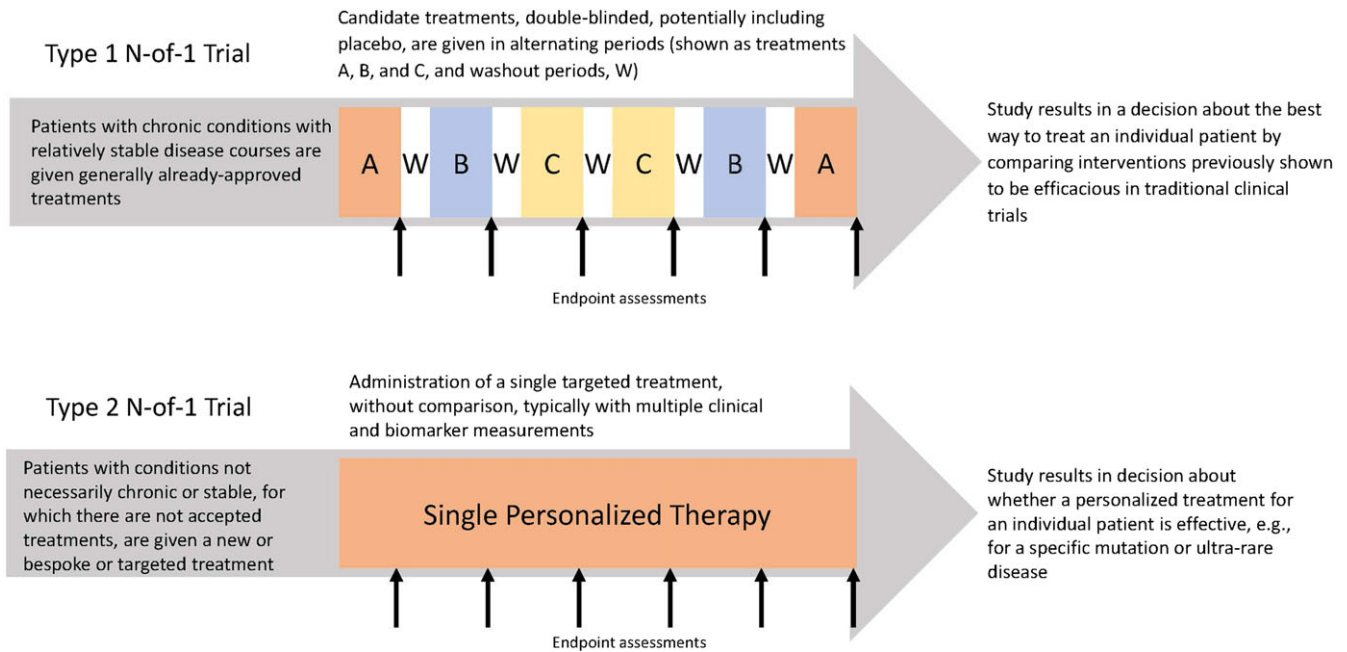 Type 1 N-of-1 Trial
Candidate treatments, double-blinded, potentially including
placebo, are given in alternating periods (shown as treatments
A, B, and C, and washout periods, W)
Patients with chronic conditions with
relatively stable disease courses are
given generally already-approved
treatments
A W B W C W C W B W A
Endpoint assessments
Study results in a decision about the best
way to treat an individual patient by
comparing interventions previously shown
to be efficacious in traditional clinical
trials
Type 2 N-of-1 Trial
Administration of a single targeted treatment,
without comparison, typically with multiple clinical
and biomarker measurements
Patients with conditions not
necessarily chronic or stable, for
which there are not accepted
treatments, are given a new or
bespoke or targeted treatment
Single Personalized Therapy
Endpoint assessments
Study results in decision about
whether a personalized treatment for
an individual patient is effective, e.g.,
for a specific mutation or ultra-rare
disease